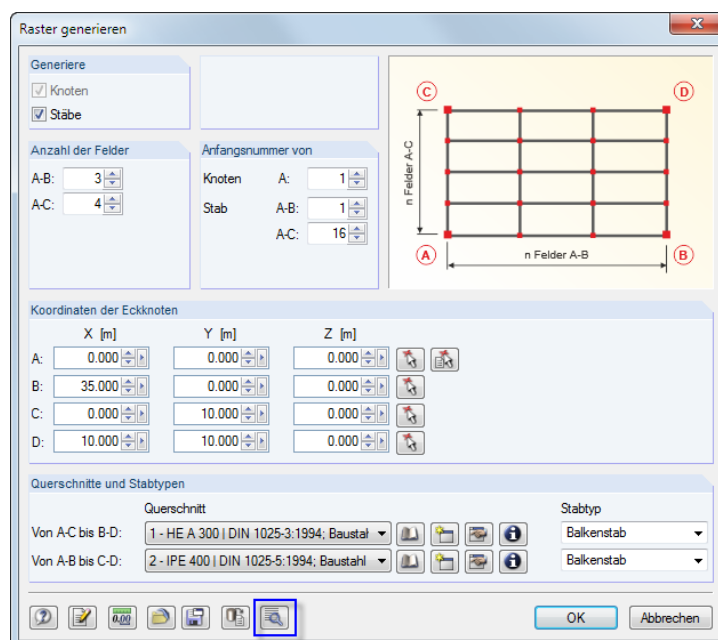 Raster generieren
Generiere
Knoten
Stäbe
Anzahl der Felder
A-B: 3
A-C: 4
Anfangsnummer von
Knoten A: 1
Stab A-B: 1
A-C: 16
C
D
n Felder A-C
A
n Felder A-B
B
Koordinaten der Eckknoten
X [m] Y [m] Z [m]
A: 0.000 0.000 0.000
B: 35.000 0.000 0.000
C: 0.000 10.000 0.000
D: 10.000 10.000 0.000
Querschnitte und Stabtypen
Querschnitt Stabtyp
Von A-C bis B-D: 1 - HE A 300 | DIN 1025-3:1994; Baustah Balkenstab
Von A-B bis C-D: 2 - IPE 400 | DIN 1025-5:1994; Baustahl Balkenstab
0.00
OK Abbrechen